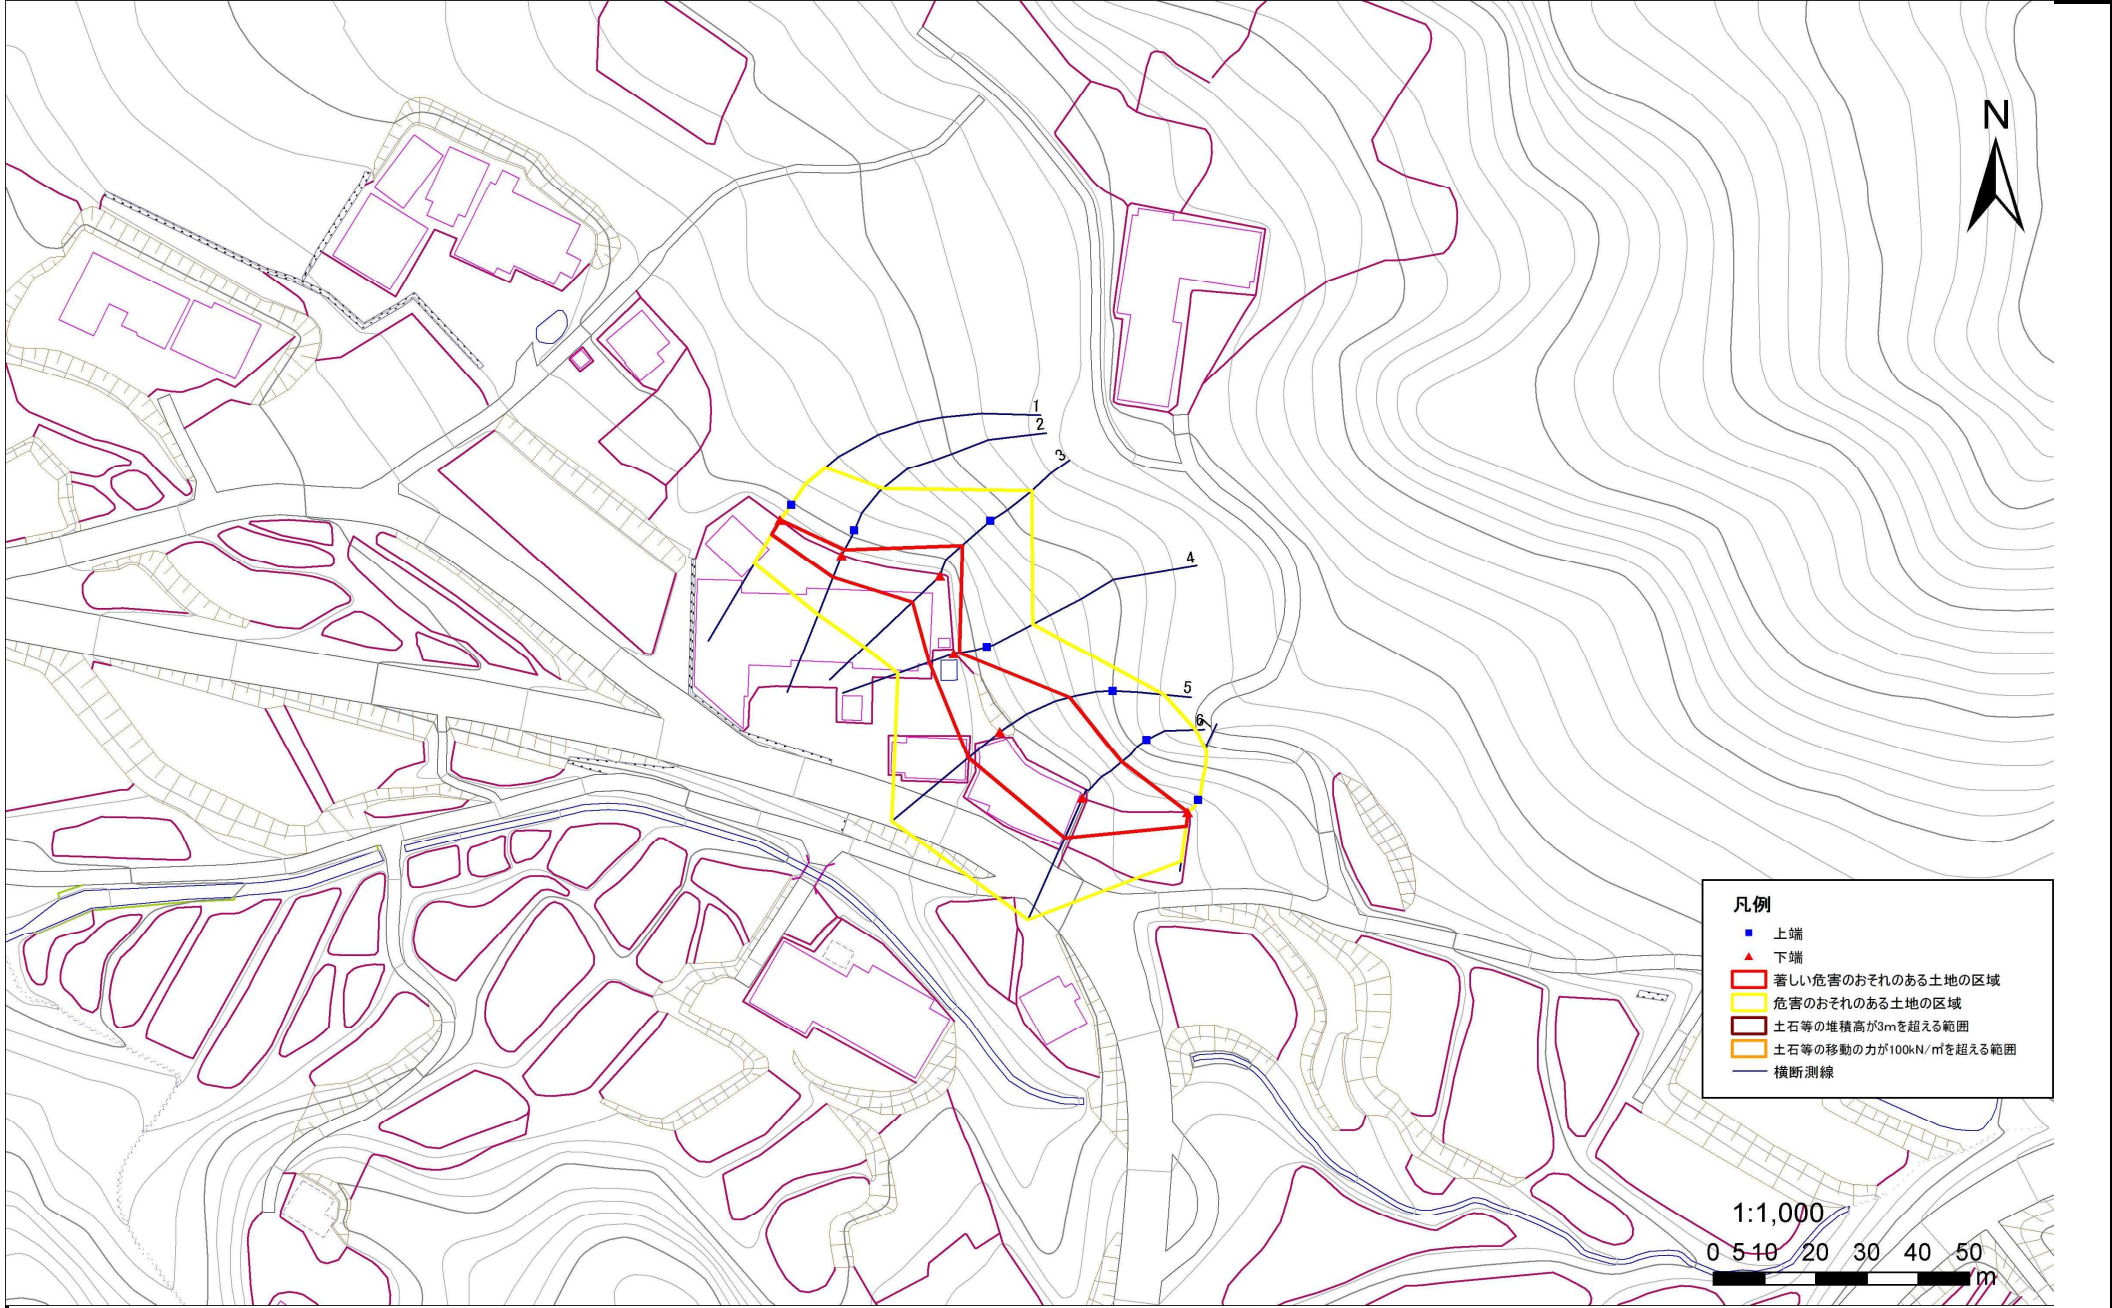 N
1
2
3
4
5
6
7
凡例
上端
下端
著しい危害のおそれのある土地の区域
危害のおそれのある土地の区域
土石等の堆積高が3mを超える範囲
土石等の移動の力が100kN/㎡を超える範囲
横断測線
1:1,000
0 5 10 20 30 40 50
m